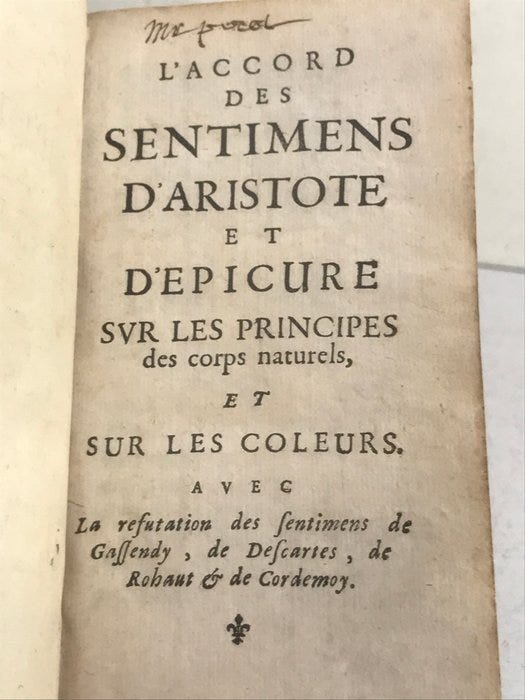 L'ACCORD
DES
SENTIMENS
D'ARISTOTE
ET
D'EPICURE
SVR LES PRINCIPES
des corps naturels,
ET
SUR LES COLEURS.
AVEC
La refutation des ſentimens de
Gaſſendy, de Deſcartes, de
Rohaut & de Cordemoy.